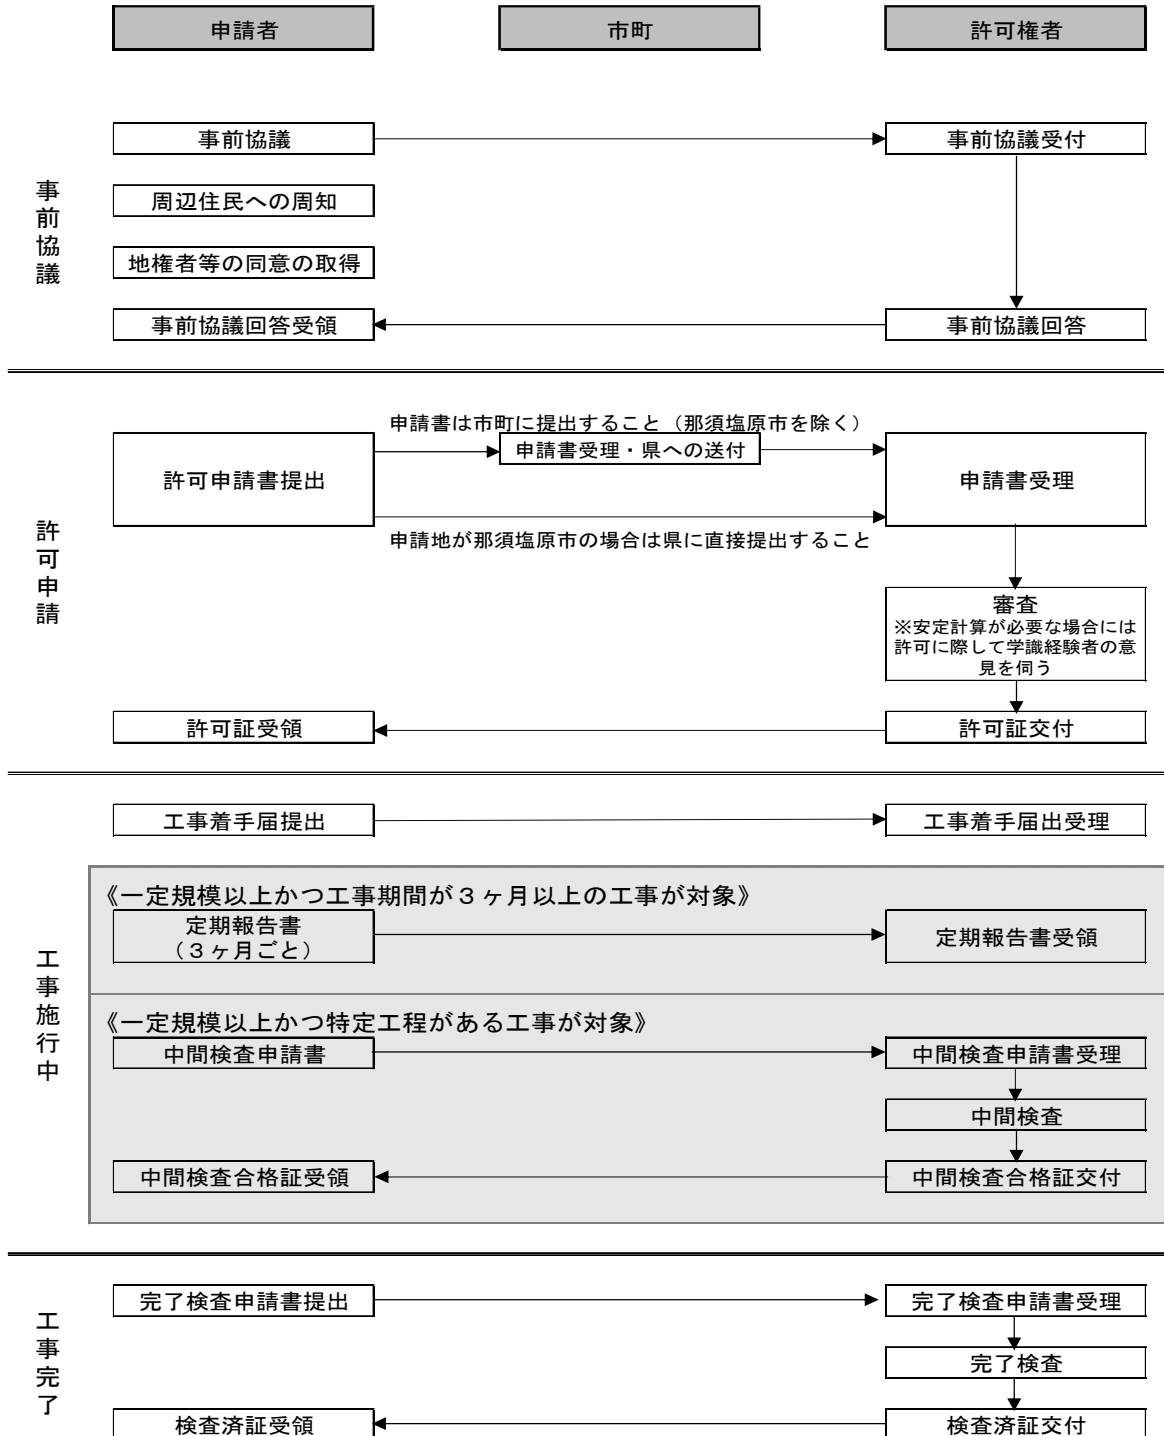 申請者
市町
許可権者
事前協議
事前協議
事前協議受付
周辺住民への周知
地権者等の同意の取得
事前協議回答受領
事前協議回答
許可申請
申請書は市町に提出すること（那須塩原市を除く）
許可申請書提出
申請書受理・県への送付
申請書受理
申請地が那須塩原市の場合は県に直接提出すること
審査
※安定計算が必要な場合には
許可に際して学識経験者の意
見を伺う
許可証受領
許可証交付
工事施行中
工事着手届提出
工事着手届出受理
《一定規模以上かつ工事期間が３ヶ月以上の工事が対象》
定期報告書
（３ヶ月ごと）
定期報告書受領
《一定規模以上かつ特定工程がある工事が対象》
中間検査申請書
中間検査申請書受理
中間検査
中間検査合格証受領
中間検査合格証交付
工事完了
完了検査申請書提出
完了検査申請書受理
完了検査
検査済証受領
検査済証交付